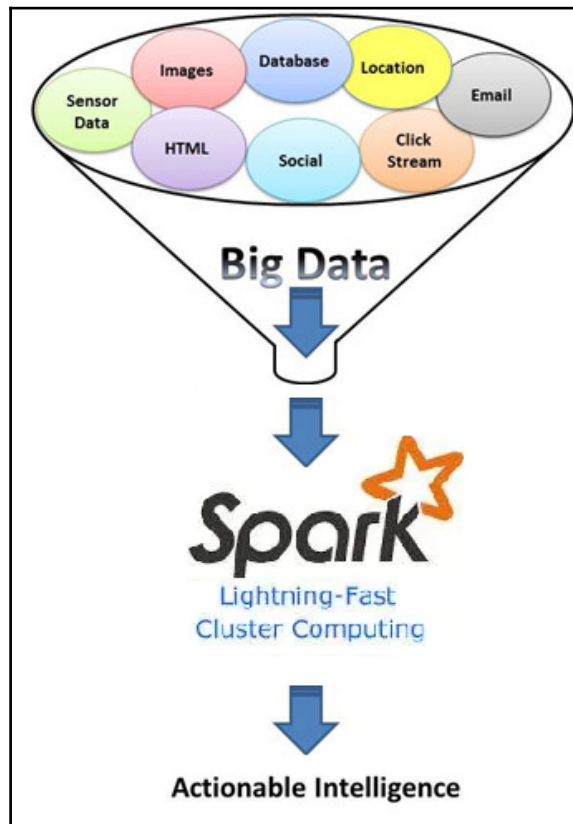 Images
Database
Location
Sensor
Data
Email
HTML
Social
Click
Stream
Big Data
Spark
Lightning-Fast
Cluster Computing
Actionable Intelligence